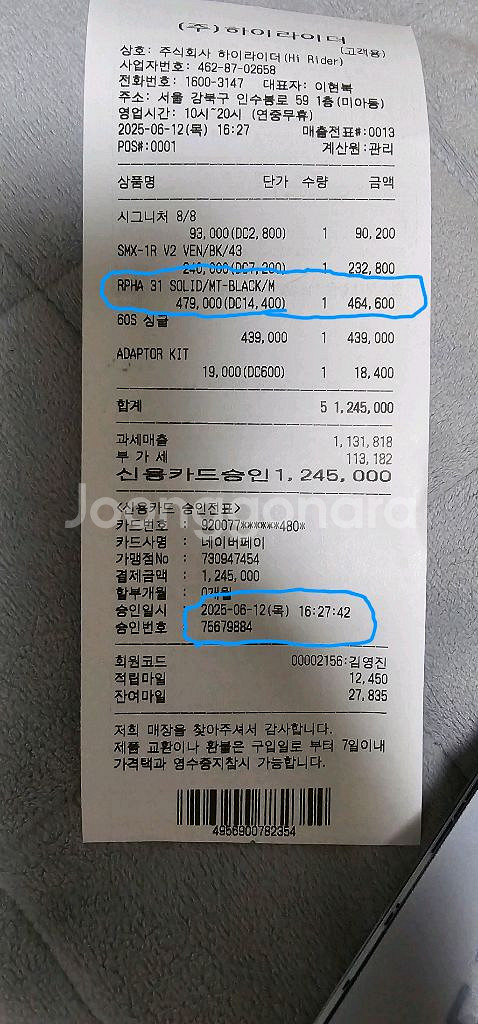 (주)하이라이더
(고객용)
상호: 주식회사 하이라이더(Hi Rider)
사업자번호: 462-87-02658
전화번호: 1600-3147 대표자: 이현복
주소: 서울 강북구 인수봉로 59 1층(미아동)
영업시간: 10시~20시 (연중무휴)
2025-06-12(목) 16:27 매출전표#:0013
POS#:0001 계산원:관리
상품명 단가 수량 금액
시그니처 8/8
93,000(DC2,800) 1 90,200
SMX-1R V2 VEN/BK/43
240,000(DC7,200) 1 232,800
RPHA 31 SOLID/MT-BLACK/M
479,000(DC14,400) 1 464,600
60S 싱글
439,000 1 439,000
ADAPTOR KIT
19,000(DC600) 1 18,400
합계 5 1,245,000
과세매출 1,131,818
부 가 세 113,182
신용카드승인 1,245,000
<신용카드 승인전표>
Joongonara
카드번호 : 920077******480*
카드사명 : 네이버페이
가맹점No : 730947454
결제금액 : 1,245,000
할부개월 : 0개월
승인일시 : 2025-06-12(목) 16:27:42
승인번호 : 75679884
회원코드 00002156:김영진
적립마일 12,450
잔여마일 27,835
저희 매장을 찾아주셔서 감사합니다.
제품 교환이나 환불은 구입일로 부터 7일이내
가격택과 영수증지참시 가능합니다.
4956900782354